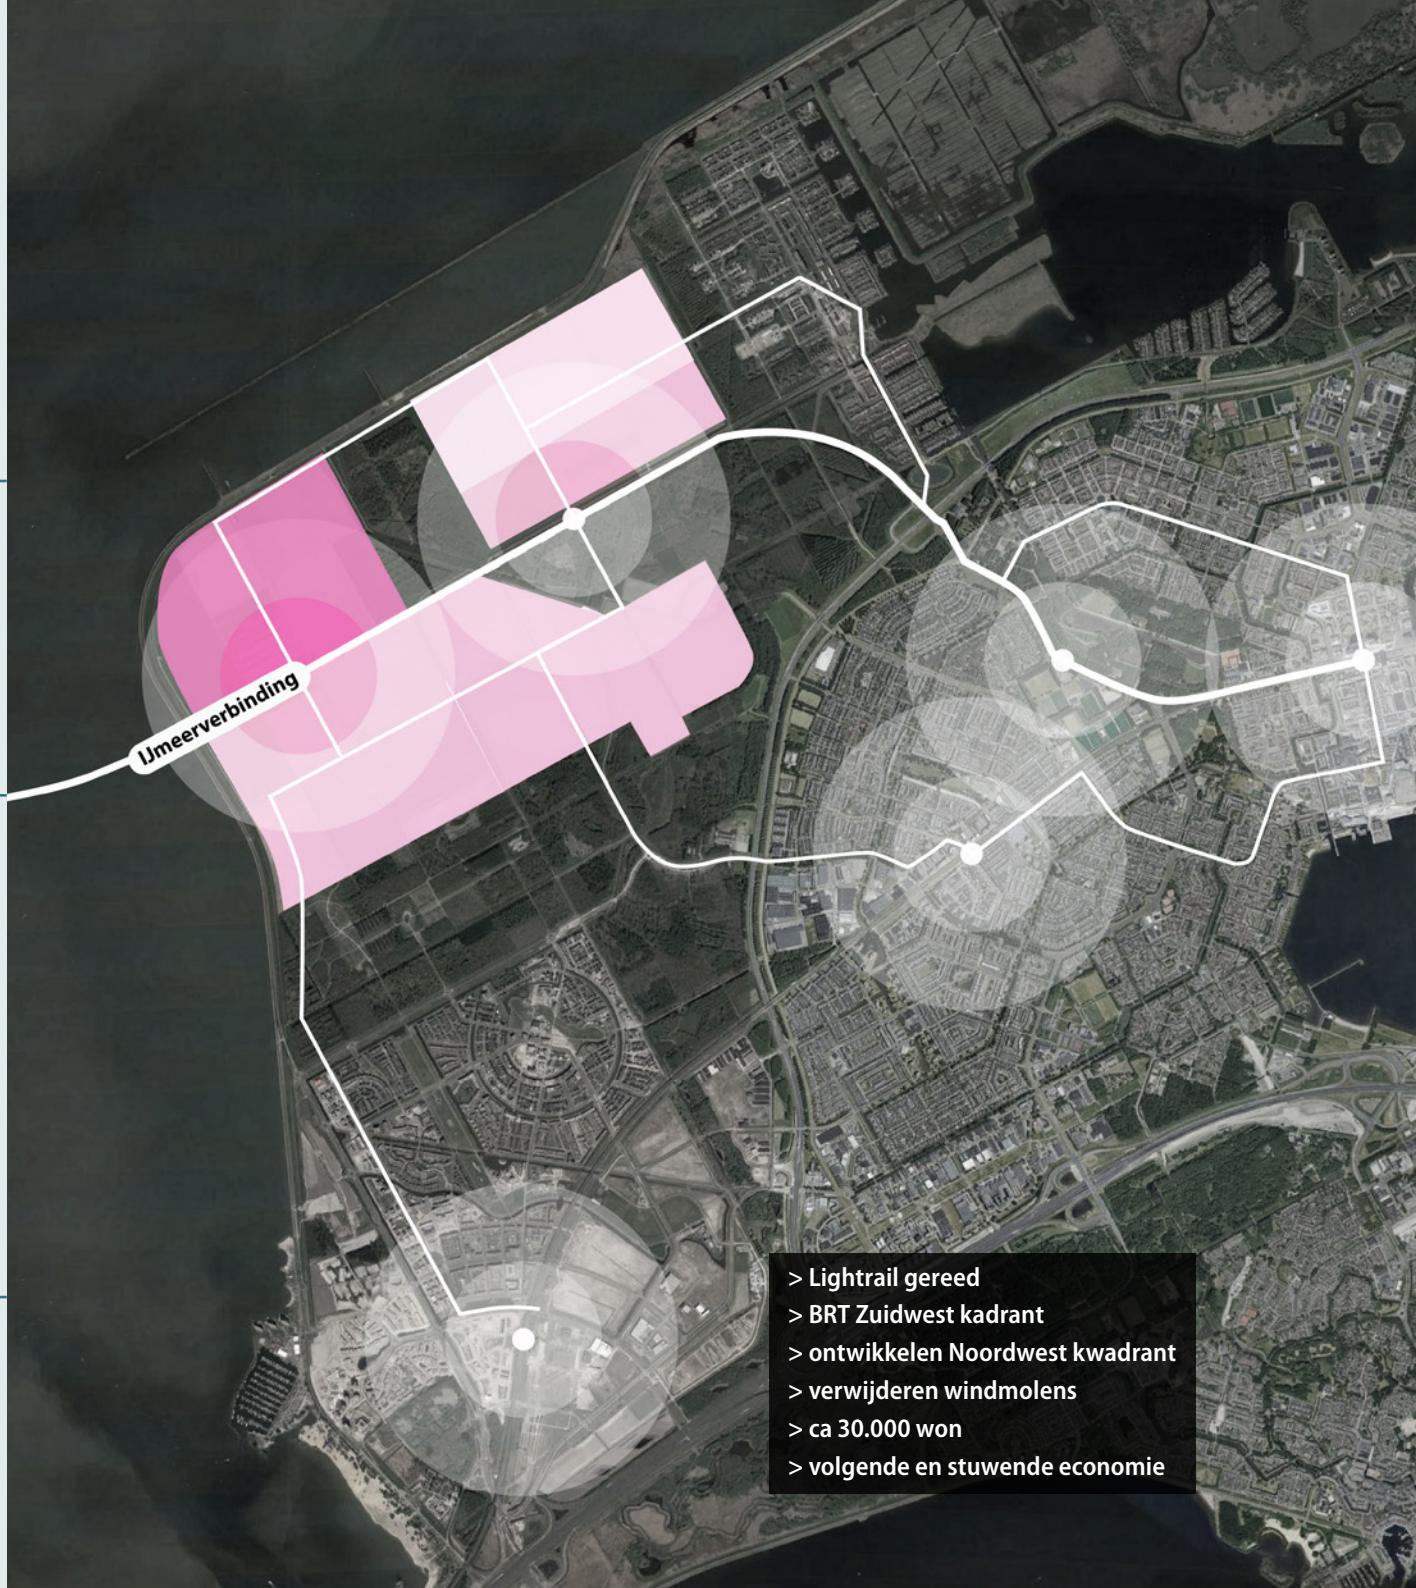 IJmeerverbinding
> Lightrail gereed
> BRT Zuidwest kadrant
> ontwikkelen Noordwest kwadrant
> verwijderen windmolens
> ca 30.000 won
> volgende en stuwende economie